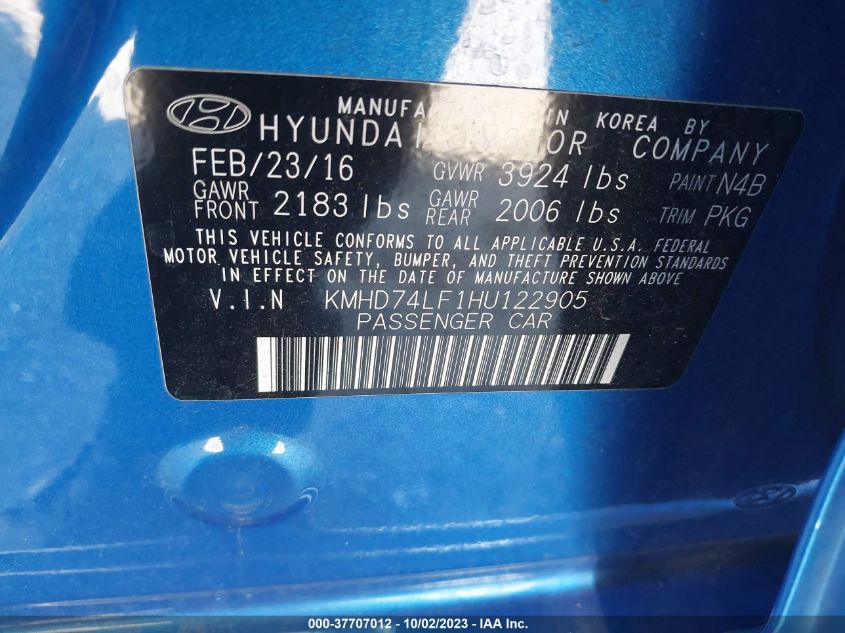 MANUFA IN KOREA BY
HYUNDAI MOTOR COMPANY
FEB/23/16 GVWR 3924 lbs PAINT N4B
GAWR FRONT 2183 lbs GAWR REAR 2006 lbs TRIM PKG
THIS VEHICLE CONFORMS TO ALL APPLICABLE U.S.A. FEDERAL
MOTOR VEHICLE SAFETY, BUMPER, AND THEFT PREVENTION STANDARDS
IN EFFECT ON THE DATE OF MANUFACTURE SHOWN ABOVE
V.I.N KMHD74LF1HU122905
PASSENGER CAR
000-37707012 - 10/02/2023 - IAA Inc.